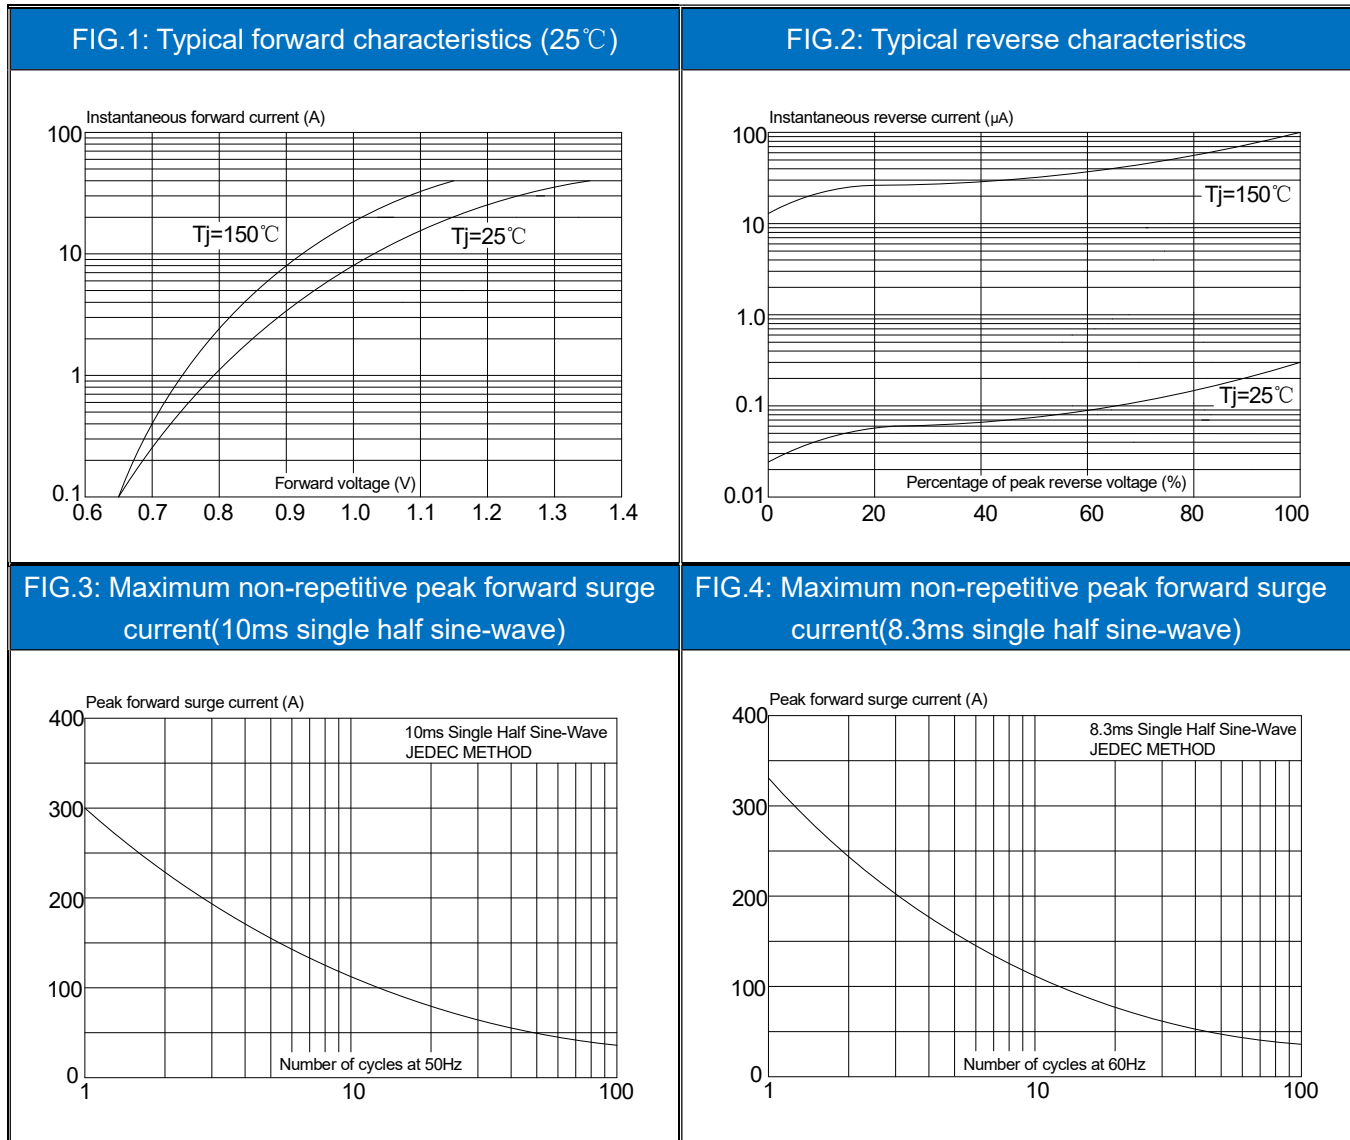 FIG.1: Typical forward characteristics (25℃)
Instantaneous forward current (A)
100
10
1
0.1
Tj=150℃
Tj=25℃
Forward voltage (V)
0.6 0.7 0.8 0.9 1.0 1.1 1.2 1.3 1.4
FIG.2: Typical reverse characteristics
Instantaneous reverse current (μA)
100
10
1.0
0.1
0.01
Tj=150℃
Tj=25℃
Percentage of peak reverse voltage (%)
0 20 40 60 80 100
FIG.3: Maximum non-repetitive peak forward surge
current(10ms single half sine-wave)
Peak forward surge current (A)
400
300
200
100
0
10ms Single Half Sine-Wave
JEDEC METHOD
Number of cycles at 50Hz
1 10 100
FIG.4: Maximum non-repetitive peak forward surge
current(8.3ms single half sine-wave)
Peak forward surge current (A)
400
300
200
100
0
8.3ms Single Half Sine-Wave
JEDEC METHOD
Number of cycles at 60Hz
1 10 100